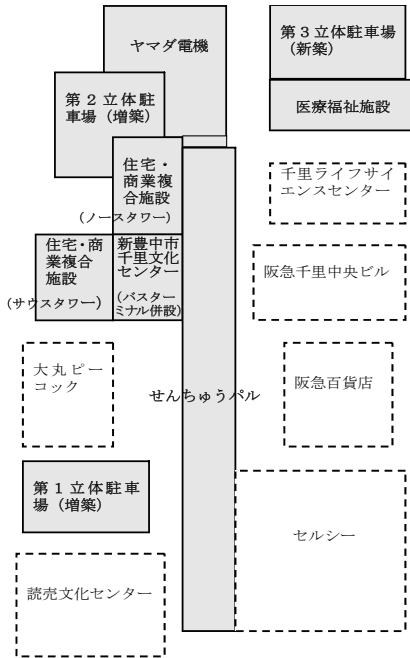 ヤマダ電機
第３立体駐車場
（新築）
第２立体駐
車場（増築）
医療福祉施設
住宅・
商業複
合施設
（ノースタワー）
千里ライフサイ
エンスセンター
住宅・商
業複合
施設
（サウスタワー）
新豊中市
千里文化
センター
（バスター
ミナル併設）
阪急千里中央ビル
大丸ピー
コック
せんちゅうパル
阪急百貨店
第１立体駐車
場（増築）
セルシー
読売文化センター